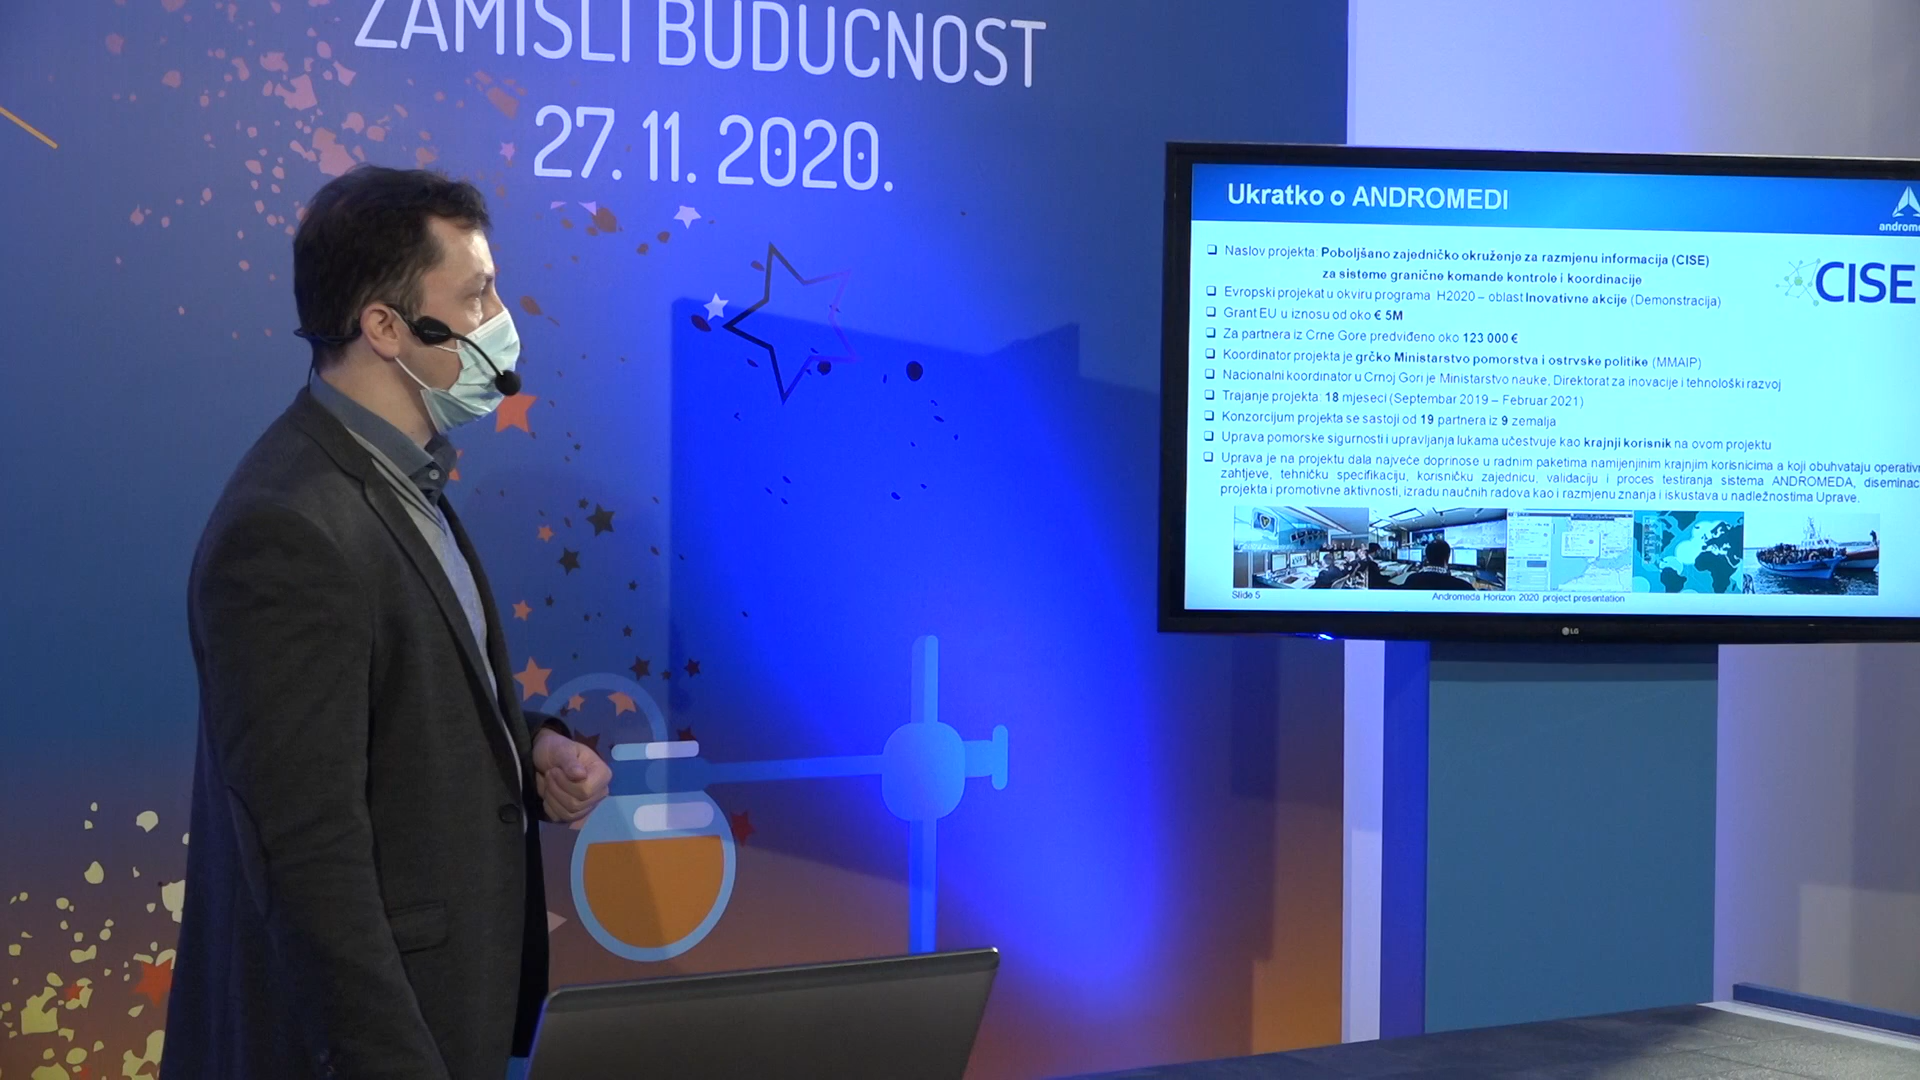 ZAMISLI BUDUĆNOST
27. 11. 2020.
Ukratko o ANDROMEDI
❑ Naslov projekta: Poboljšano zajedničko okruženje za razmjenu informacija (CISE)
za sisteme granične komande kontrole i koordinacije
❑ Evropski projekat u okviru programa H2020 – oblast Inovativne akcije (Demonstracija)
❑ Grant EU u iznosu od oko € 5M
❑ Za partnera iz Crne Gore predviđeno oko 123 000 €
❑ Koordinator projekta je grčko Ministarstvo pomorstva i ostrvske politike (MMAIP)
❑ Nacionalni koordinator u Crnoj Gori je Ministarstvo nauke, Direktorat za inovacije i tehnološki razvoj
❑ Trajanje projekta: 18 mjeseci (Septembar 2019 – Februar 2021)
❑ Konzorcijum projekta se sastoji od 19 partnera iz 9 zemalja
❑ Uprava pomorske sigurnosti i upravljanja lukama učestvuje kao krajnji korisnik na ovom projektu
❑ Uprava je na projektu dala najveće doprinose u radnim paketima namijenjinim krajnjim korisnicima a koji obuhvataju operativn
zahtjeve, tehničku specifikaciju, korisničku zajednicu, validaciju i proces testiranja sistema ANDROMEDA, diseminac
projekta i promotivne aktivnosti, izradu naučnih radova kao i razmjenu znanja i iskustava u nadležnostima Uprave.
CISE
androme
Slide 5
Andromeda Horizon 2020 project presentation
LG